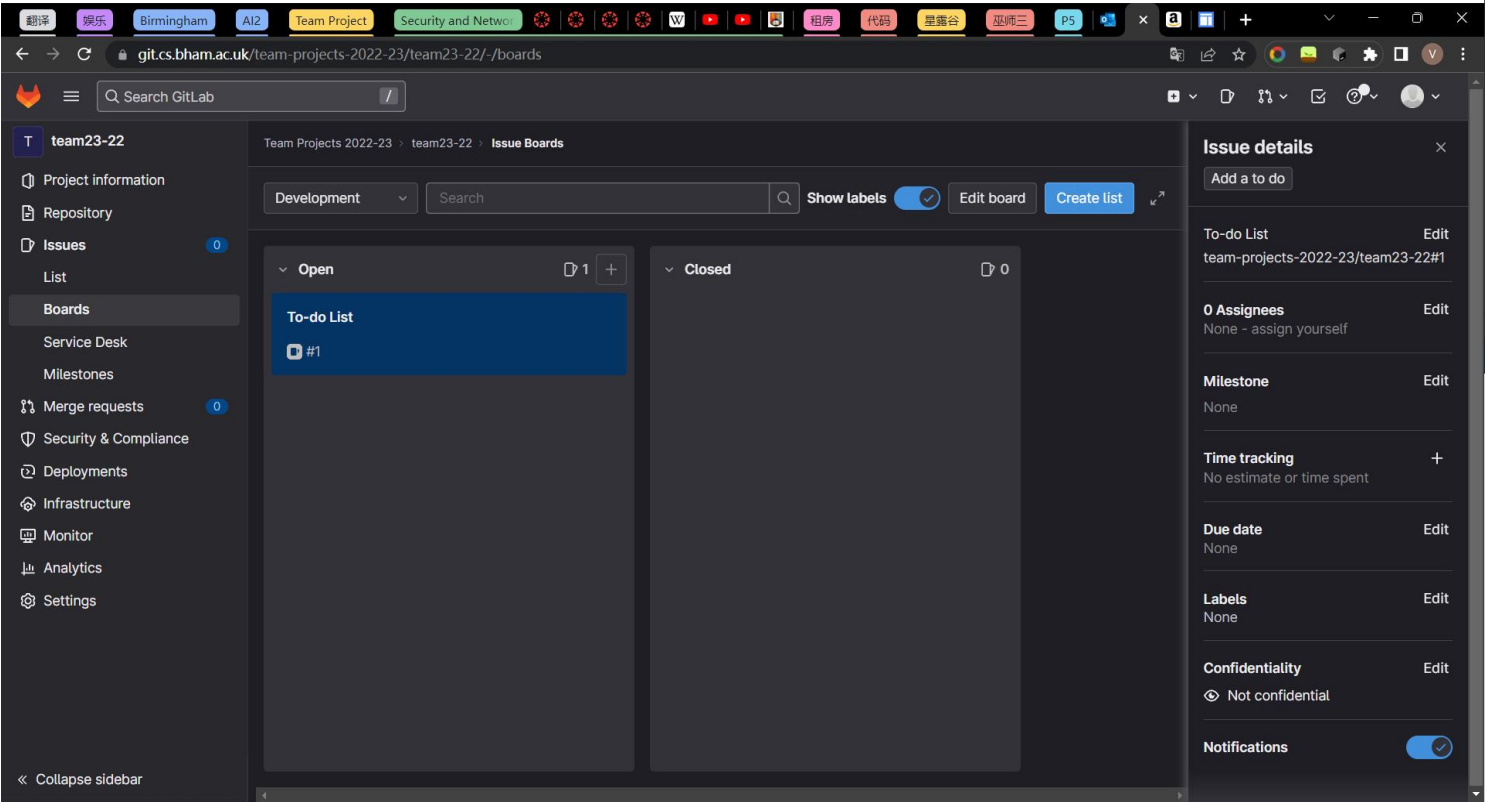 翻译 娱乐 Birmingham AI2 Team Project Security and Networ W 租房 代码 星露谷 巫师三 P5 a
git.cs.bham.ac.uk/team-projects-2022-23/team23-22/-/boards V
Search GitLab /
T team23-22
Project information
Repository
Issues 0
List
Boards
Service Desk
Milestones
Merge requests 0
Security & Compliance
Deployments
Infrastructure
Monitor
Analytics
Settings
Collapse sidebar
Team Projects 2022-23 › team23-22 › Issue Boards
Development Search Show labels Edit board Create list
Open 1 +
To-do List
#1
Closed 0
Issue details
Add a to do
To-do List Edit
team-projects-2022-23/team23-22#1
0 Assignees Edit
None - assign yourself
Milestone Edit
None
Time tracking +
No estimate or time spent
Due date Edit
None
Labels Edit
None
Confidentiality Edit
Not confidential
Notifications